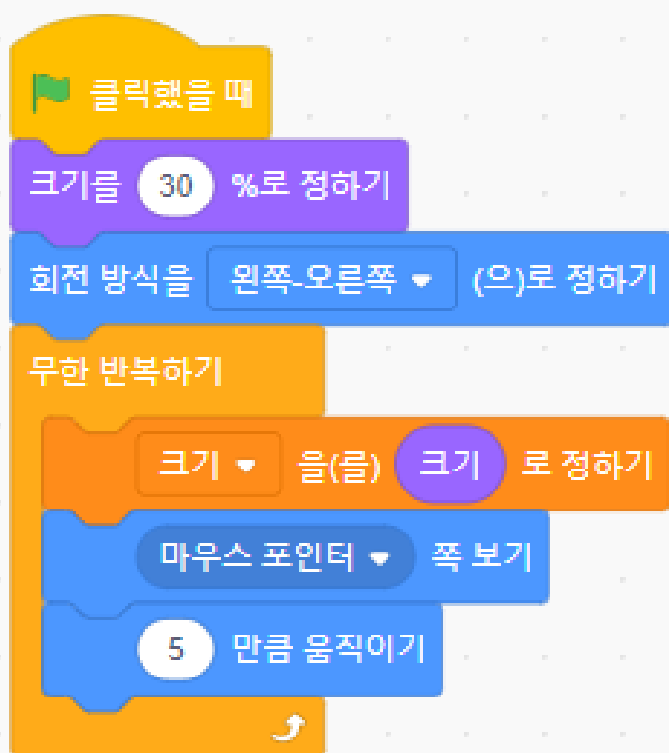 클릭했을 때
크기를 30 %로 정하기
회전 방식을 왼쪽-오른쪽 (으)로 정하기
무한 반복하기
크기 을(를) 크기 로 정하기
마우스 포인터 쪽 보기
5 만큼 움직이기